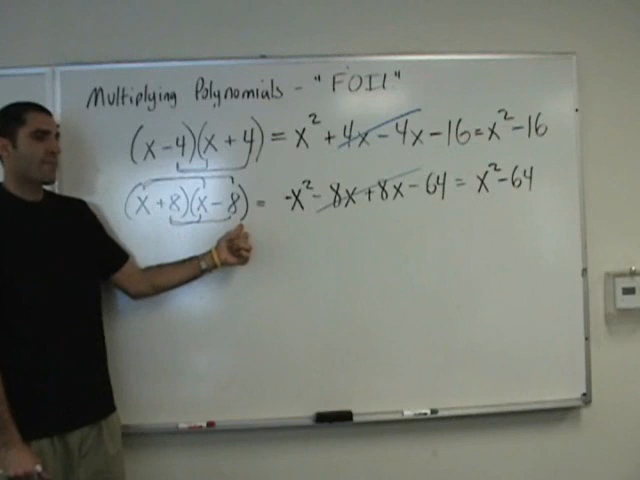 Multiplying Polynomials - "FOIL"
(x - 4)(x + 4) = x² + 4x - 4x - 16 = x² - 16
(x + 8)(x - 8) = -x² - 8x + 8x - 64 = x² - 64